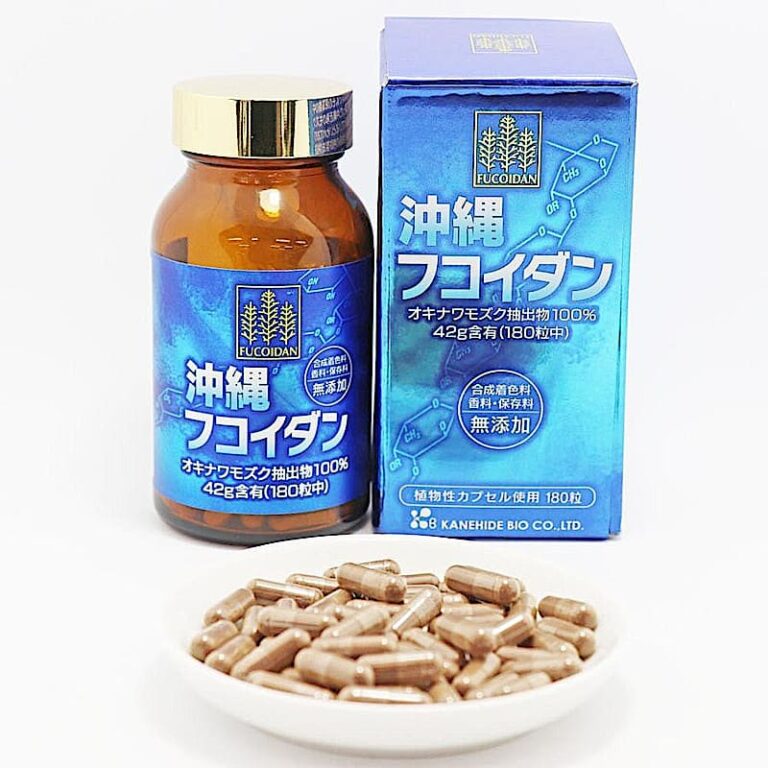 FUCOIDAN
沖縄
フコイダン
オキナワモズク抽出物100%
42g含有(180粒中)
合成着色料
香料・保存料
無添加
FUCOIDAN
CH₃
OR
OR
沖縄
フコイダン
オキナワモズク抽出物100%
42g含有(180粒中)
合成着色料
香料・保存料
無添加
植物性カプセル使用 180粒
KANEHIDE BIO CO.,LTD.